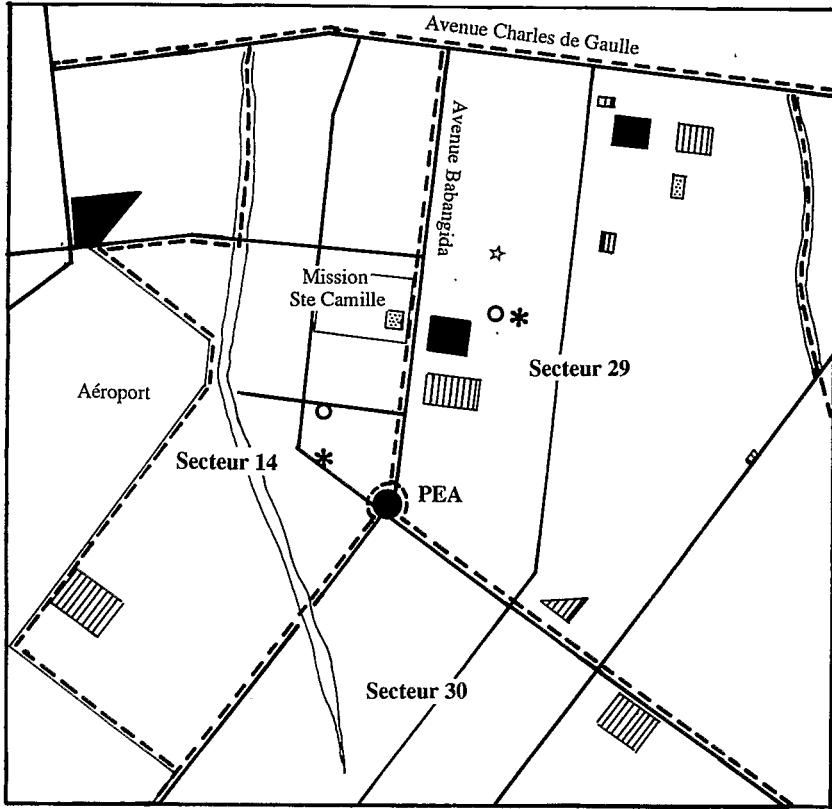 Avenue Charles de Gaulle
Avenue Babangida
Mission
Ste Camille
Aéroport
Secteur 29
Secteur 14
PEA
Secteur 30